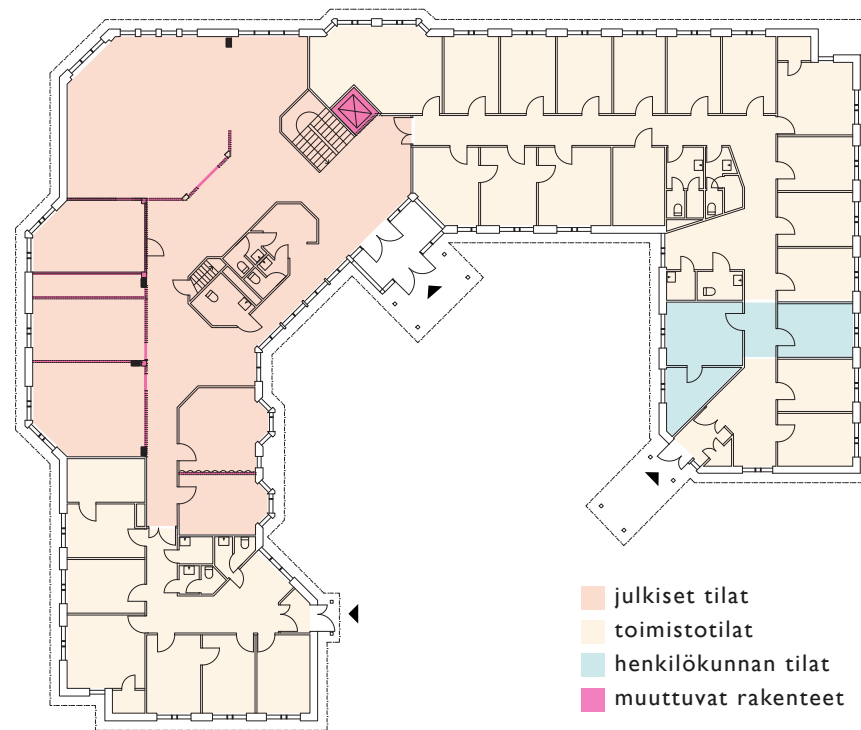 julkiset tilat
toimistotilat
henkilökunnan tilat
muuttuvat rakenteet